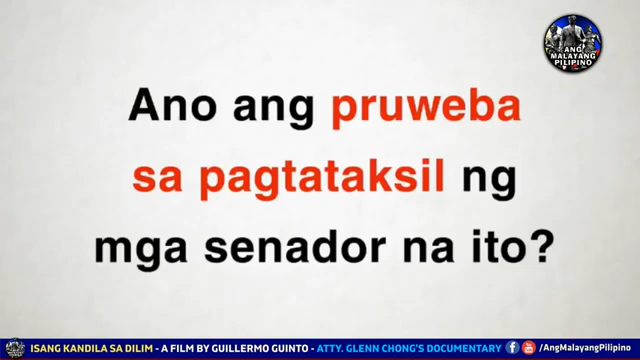 ANG
MALAYANG
PILIPINO
Ano ang pruweba
sa pagtataksil ng
mga senador na ito?
ISANG KANDILA SA DILIM - A FILM BY GUILLERMO GUINTO - ATTY. GLENN CHONG'S DOCUMENTARY /AngMalayangPilipino